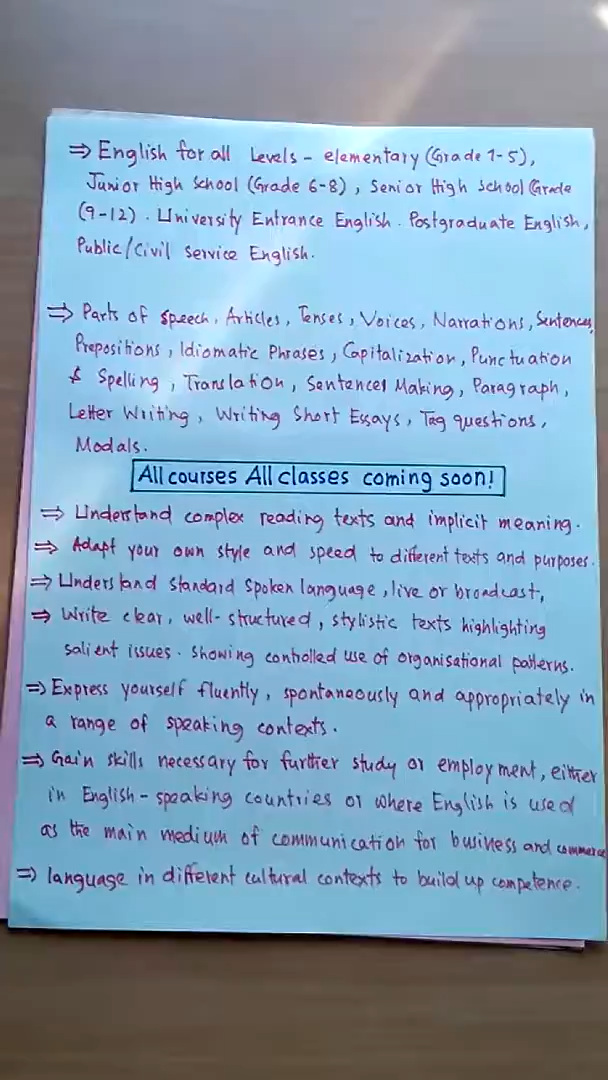 ⇒ English for all Levels - elementary (Grade 1-5),
Junior High School (Grade 6-8), Senior High School (Grade
(9-12). University Entrance English. Postgraduate English,
Public/Civil Service English.
⇒ Parts of speech, Articles, Tenses, Voices, Narrations, Sentences,
Prepositions, Idiomatic Phrases, Capitalization, Punctuation
& Spelling, Translation, Sentences Making, Paragraph,
Letter Writing, Writing Short Essays, Tag questions,
Modals.
All courses All classes coming soon!
⇒ Understand complex reading texts and implicit meaning.
⇒ Adapt your own style and speed to different texts and purposes.
⇒ Understand standard spoken language, live or broadcast,
⇒ Write clear, well-structured, stylistic texts highlighting
salient issues. showing controlled use of organisational patterns.
⇒ Express yourself fluently, spontaneously and appropriately in
a range of speaking contexts.
⇒ Gain skills necessary for further study or employment, either
in English-speaking countries or where English is used
as the main medium of communication for business and commerce
⇒ language in different cultural contexts to build up competence.